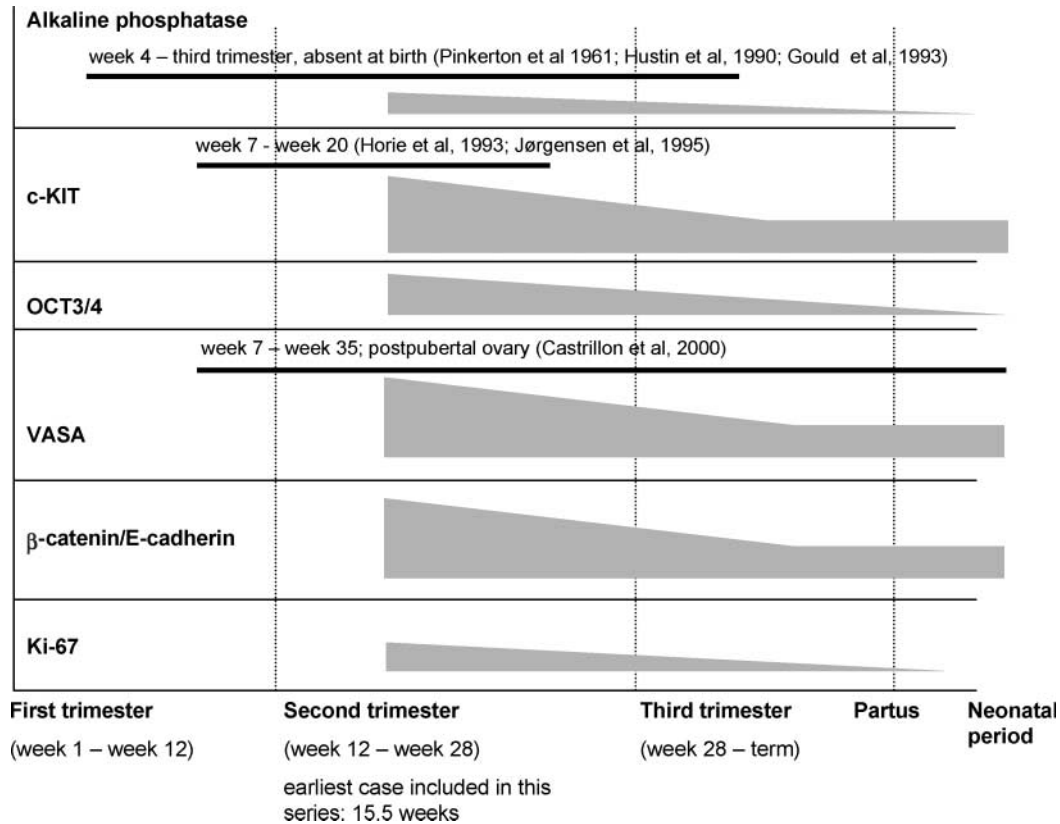 Alkaline phosphatase
week 4 – third trimester, absent at birth (Pinkerton et al 1961; Hustin et al, 1990; Gould et al, 1993)
week 7 - week 20 (Horie et al, 1993; Jørgensen et al, 1995)
c-KIT
OCT3/4
week 7 – week 35; postpubertal ovary (Castrillon et al, 2000)
VASA
β-catenin/E-cadherin
Ki-67
First trimester
(week 1 – week 12)
Second trimester
(week 12 – week 28)
earliest case included in this
series; 15.5 weeks
Third trimester
(week 28 – term)
Partus
Neonatal
period